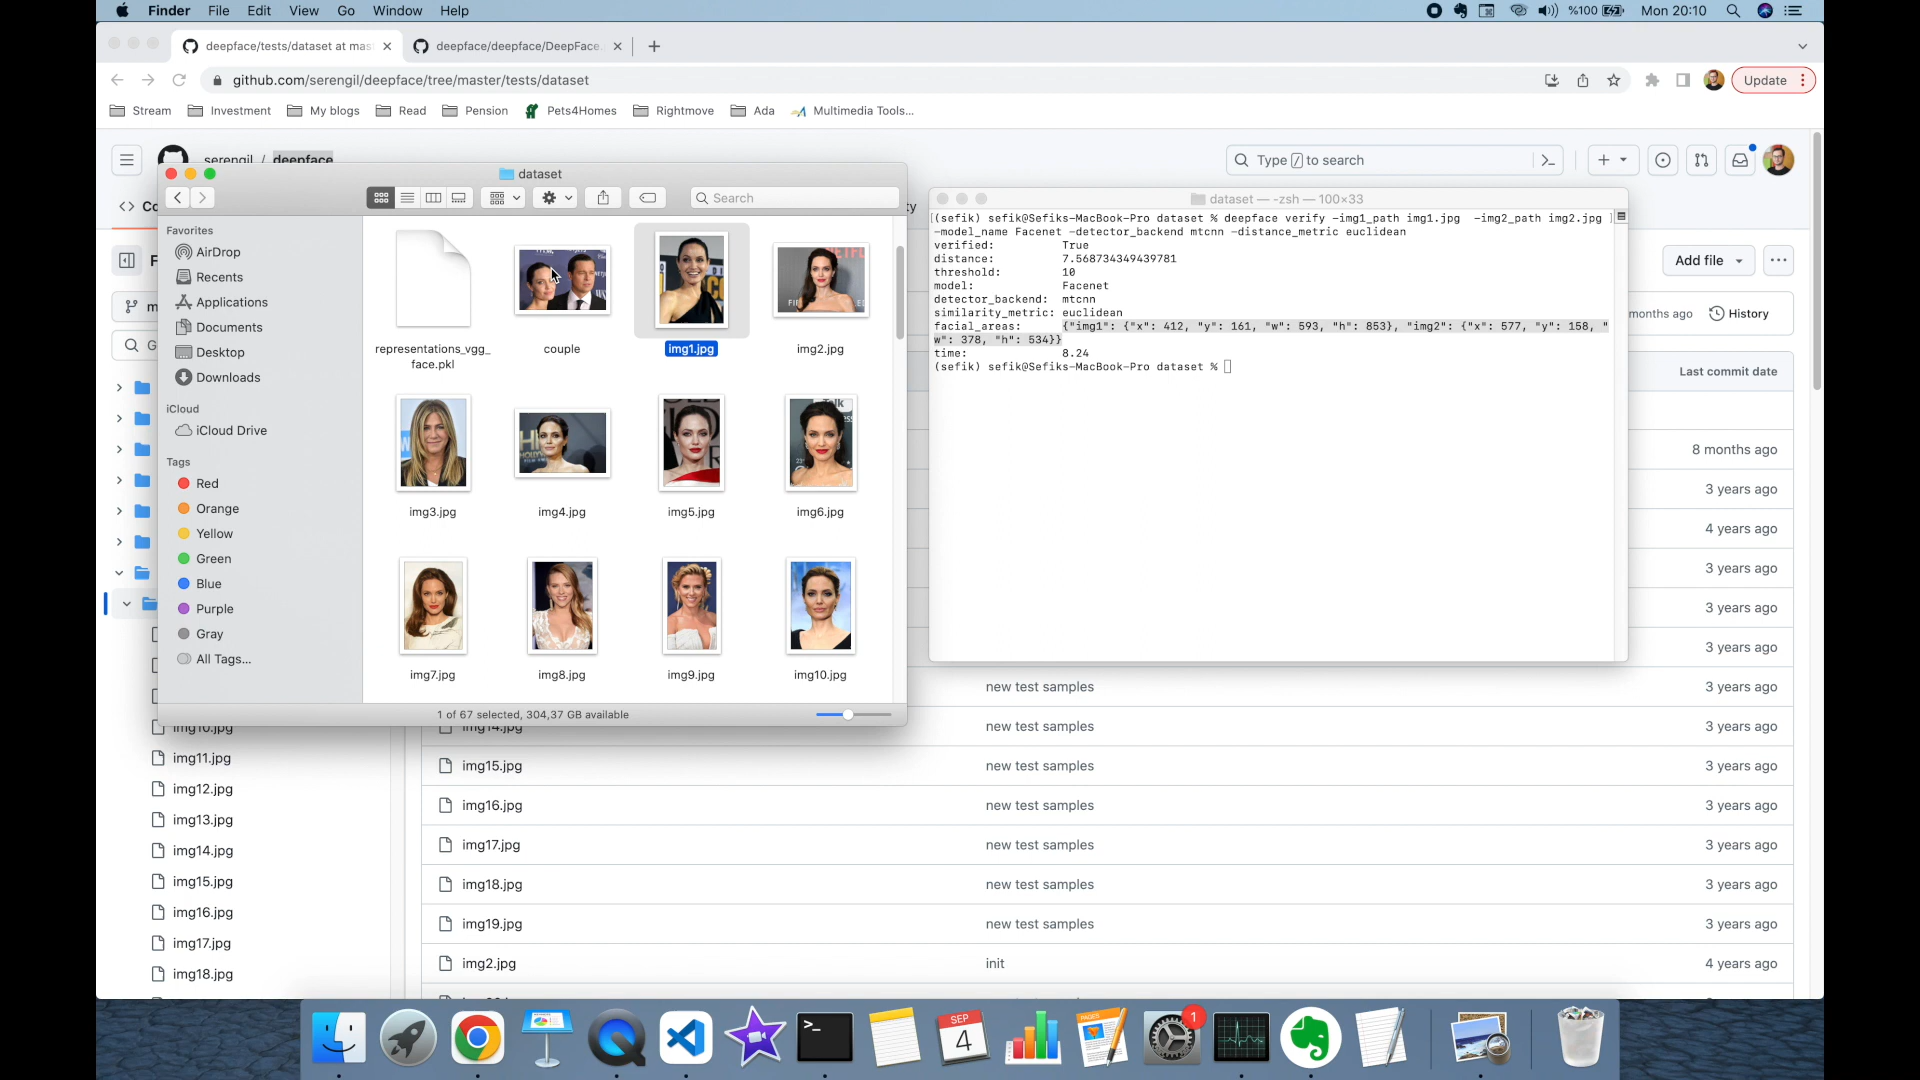 Finder File Edit View Go Window Help
%100 Mon 20:10
deepface/tests/dataset at mas
deepface/deepface/DeepFace.
github.com/serengil/deepface/tree/master/tests/dataset
Update
Stream Investment My blogs Read Pension Pets4Homes Rightmove Ada Multimedia Tools...
serengil / deepface
Type / to search
dataset
Search
Favorites
AirDrop
Recents
Applications
Documents
Desktop
Downloads
iCloud
iCloud Drive
Tags
Red
Orange
Yellow
Green
Blue
Purple
Gray
All Tags...
representations_vgg_
face.pkl
couple
img1.jpg
img2.jpg
img3.jpg
img4.jpg
img5.jpg
img6.jpg
img7.jpg
img8.jpg
img9.jpg
img10.jpg
1 of 67 selected, 304,37 GB available
dataset — -zsh — 100×33
[(sefik) sefik@Sefiks-MacBook-Pro dataset % deepface verify -img1_path img1.jpg  -img2_path img2.jpg ]
-model_name Facenet -detector_backend mtcnn -distance_metric euclidean
verified: True
distance: 7.568734349439781
threshold: 10
model: Facenet
detector_backend: mtcnn
similarity_metric: euclidean
facial_areas: {"img1": {"x": 412, "y": 161, "w": 593, "h": 853}, "img2": {"x": 577, "y": 158, "
w": 378, "h": 534}}
time: 8.24
(sefik) sefik@Sefiks-MacBook-Pro dataset %
Add file
months ago History
Last commit date
8 months ago
3 years ago
4 years ago
3 years ago
3 years ago
3 years ago
new test samples 3 years ago
img10.jpg
img14.jpg new test samples 3 years ago
img11.jpg
img15.jpg new test samples 3 years ago
img12.jpg
img16.jpg new test samples 3 years ago
img13.jpg
img17.jpg new test samples 3 years ago
img14.jpg
img15.jpg
img18.jpg new test samples 3 years ago
img16.jpg
img19.jpg new test samples 3 years ago
img17.jpg
img2.jpg init 4 years ago
img18.jpg
SEP
4
1